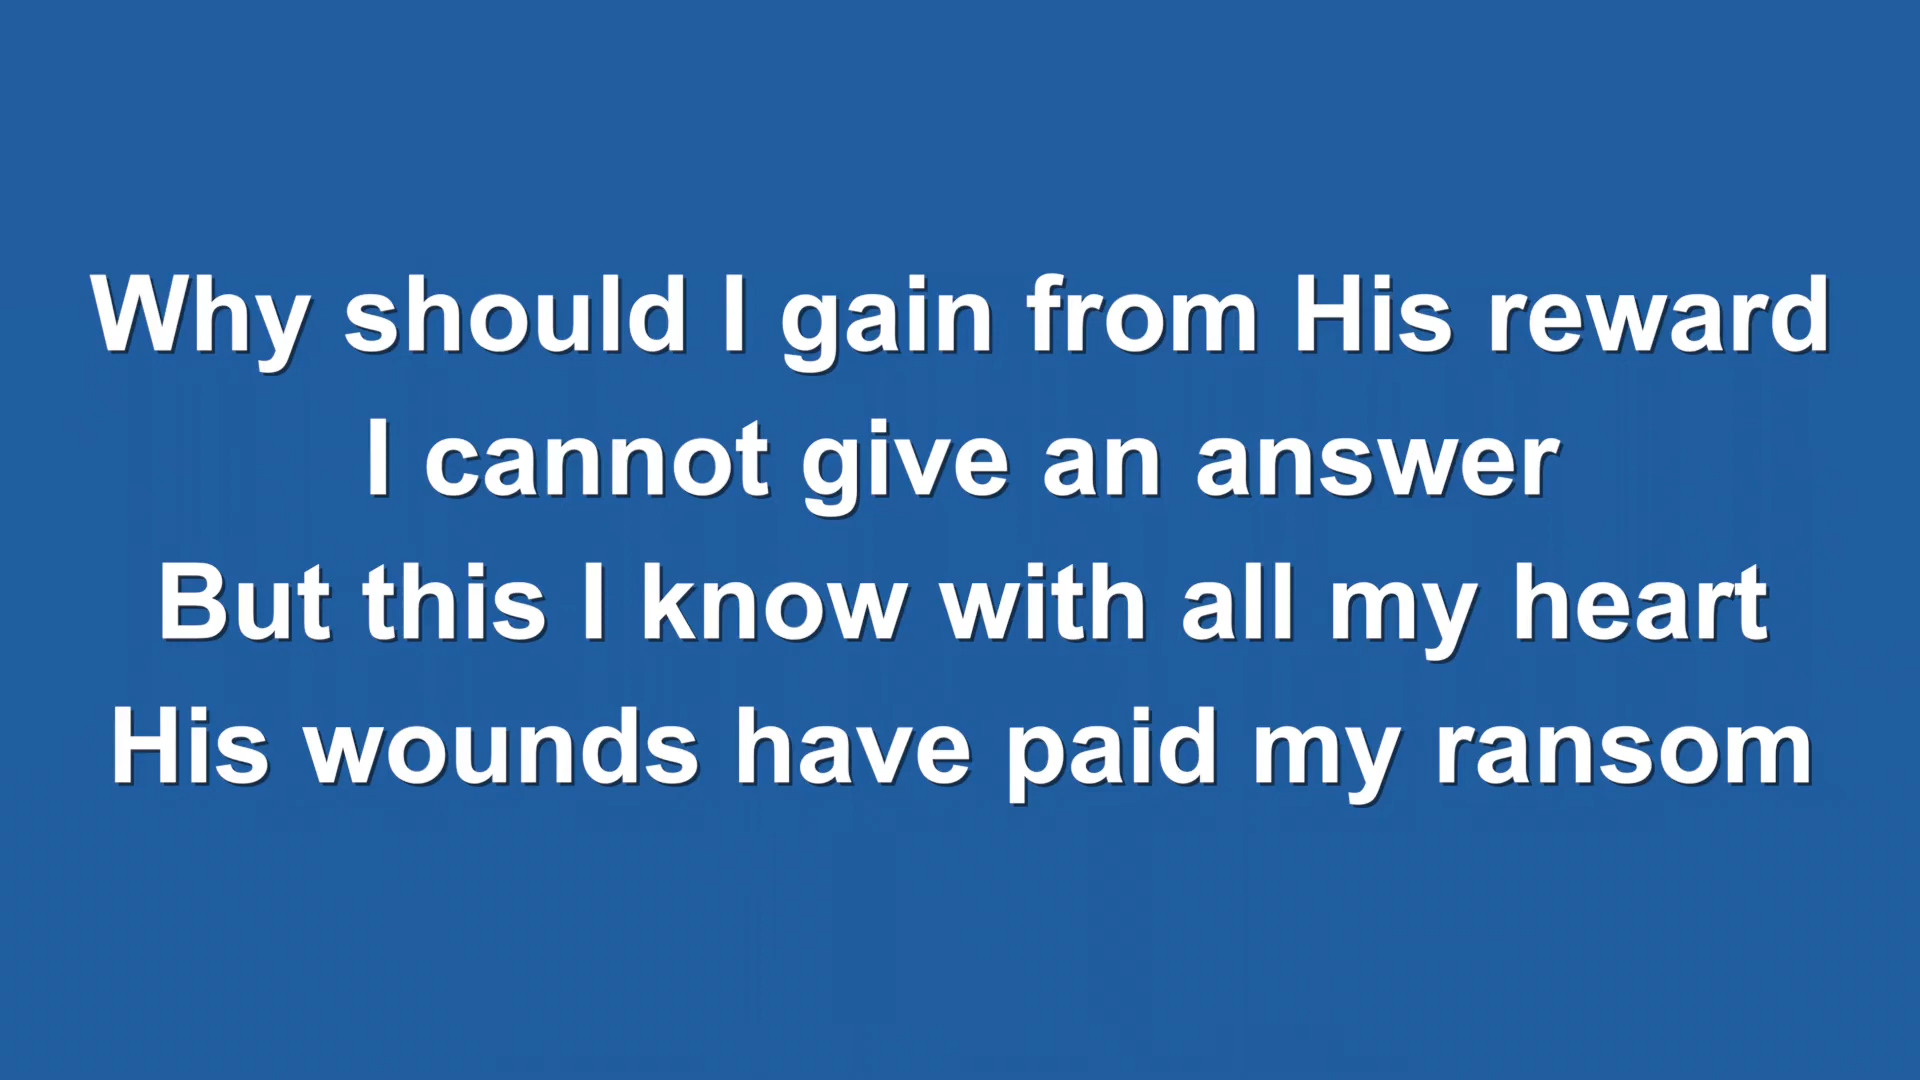 Why should I gain from His reward
I cannot give an answer
But this I know with all my heart
His wounds have paid my ransom